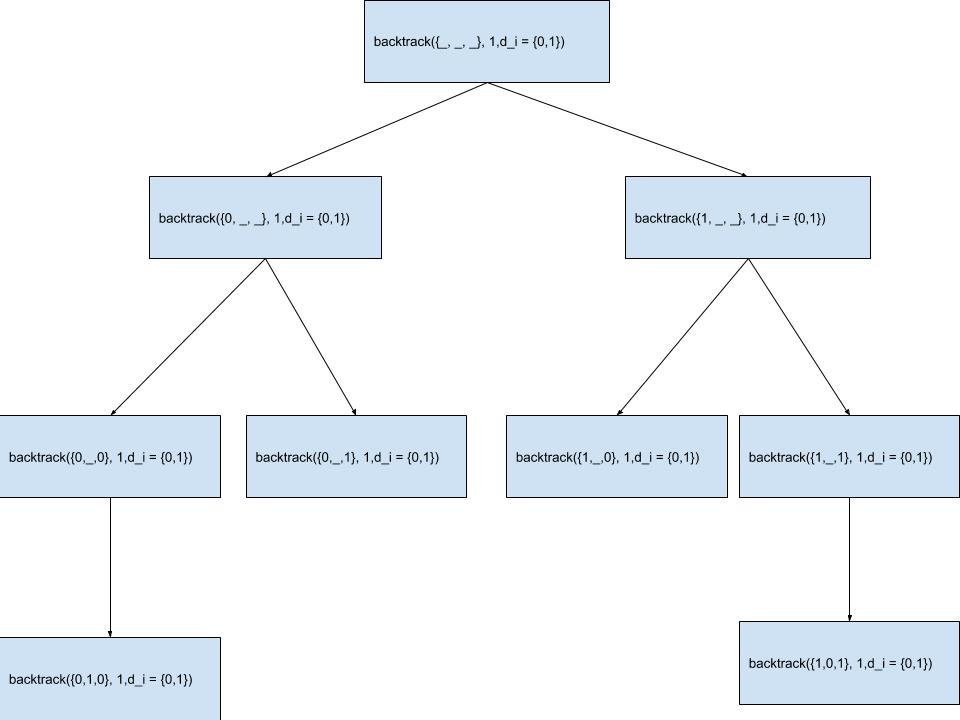 backtrack({_, _, _}, 1,d_i = {0,1})
backtrack({0, _, _}, 1,d_i = {0,1})
backtrack({1, _, _}, 1,d_i = {0,1})
backtrack({0,_,0}, 1,d_i = {0,1})
backtrack({0,_,1}, 1,d_i = {0,1})
backtrack({1,_,0}, 1,d_i = {0,1})
backtrack({1,_,1}, 1,d_i = {0,1})
backtrack({0,1,0}, 1,d_i = {0,1})
backtrack({1,0,1}, 1,d_i = {0,1})